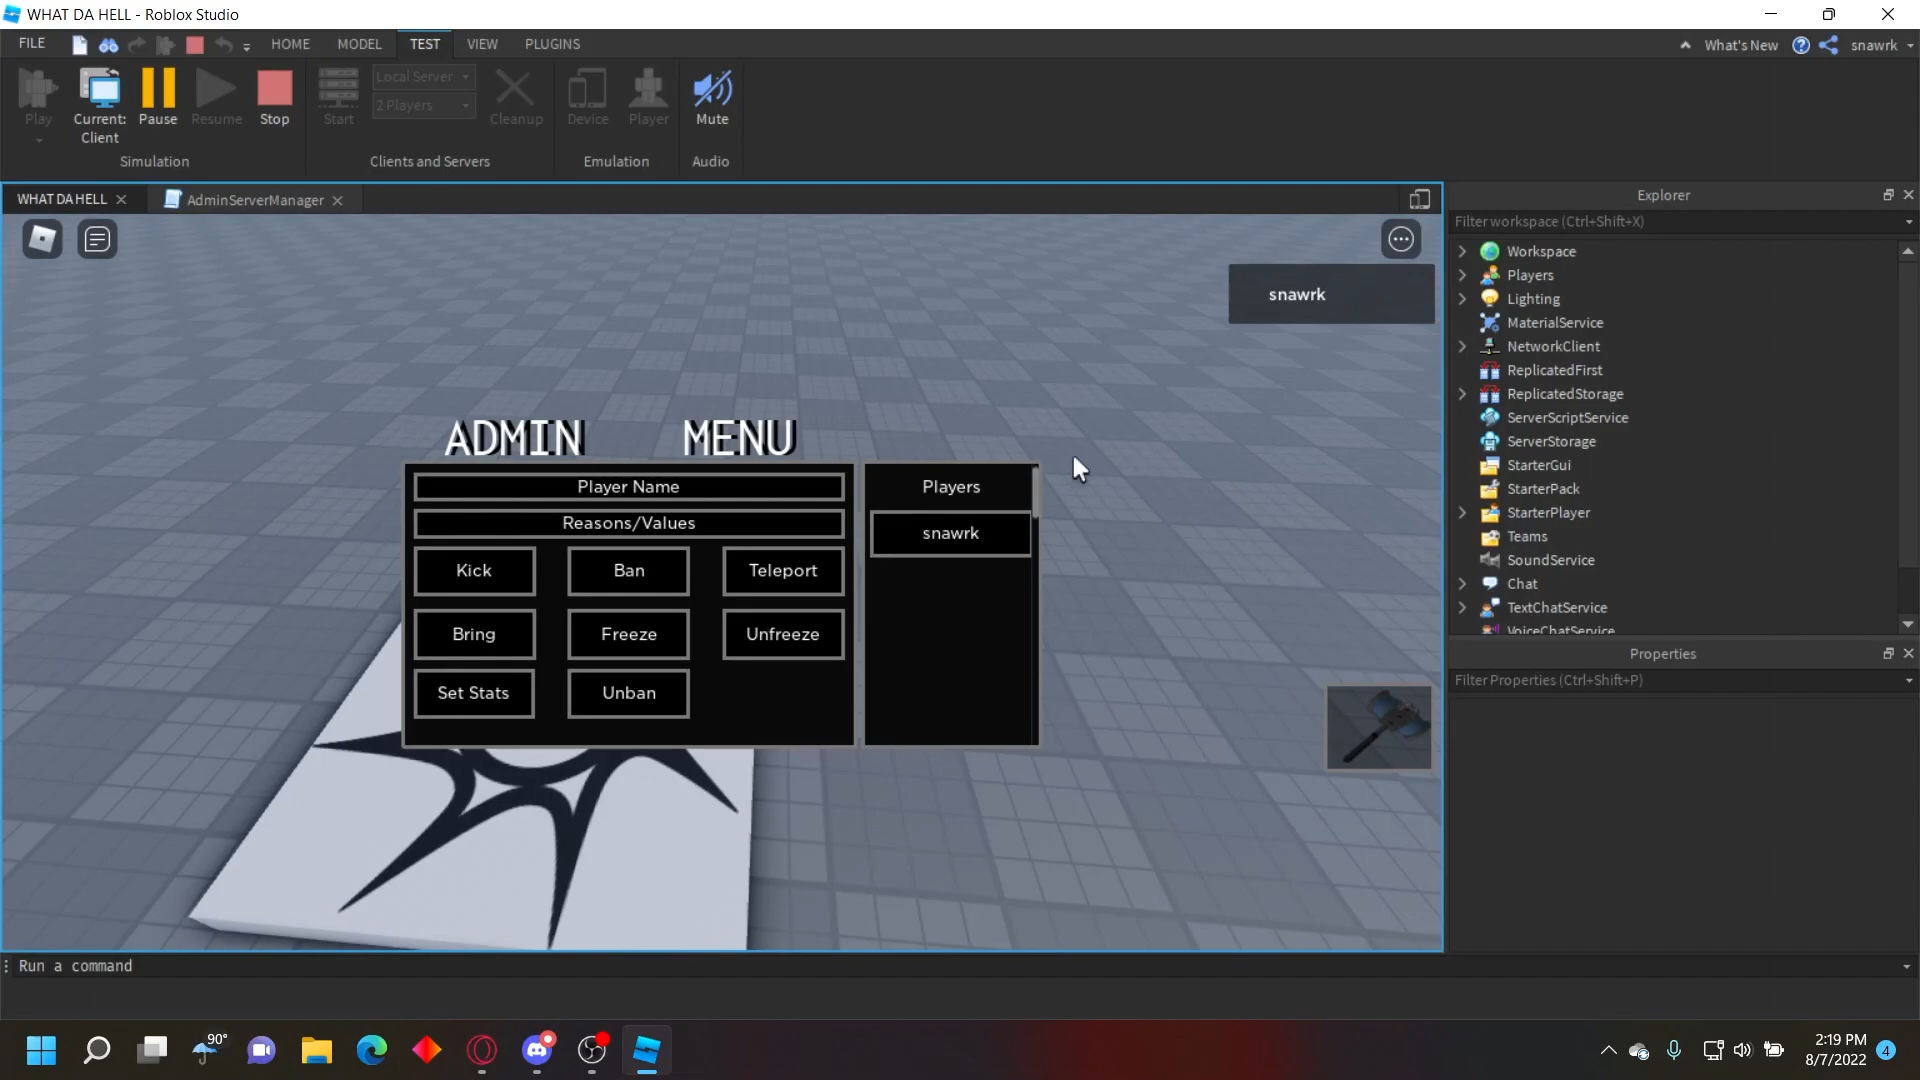 WHAT DA HELL - Roblox Studio
FILE HOME MODEL TEST VIEW PLUGINS What's New snawrk
Play Current: Client Pause Resume Stop Start Local Server 2 Players Cleanup Device Player Mute
Simulation Clients and Servers Emulation Audio
WHAT DA HELL AdminServerManager
Explorer
Filter workspace (Ctrl+Shift+X)
Workspace
Players
Lighting
MaterialService
NetworkClient
ReplicatedFirst
ReplicatedStorage
ServerScriptService
ServerStorage
StarterGui
StarterPack
StarterPlayer
Teams
SoundService
Chat
TextChatService
VoiceChatService
Properties
Filter Properties (Ctrl+Shift+P)
snawrk
ADMIN MENU
Player Name
Reasons/Values
Kick Ban Teleport
Bring Freeze Unfreeze
Set Stats Unban
Players
snawrk
Run a command
90°
2:19 PM
8/7/2022
4